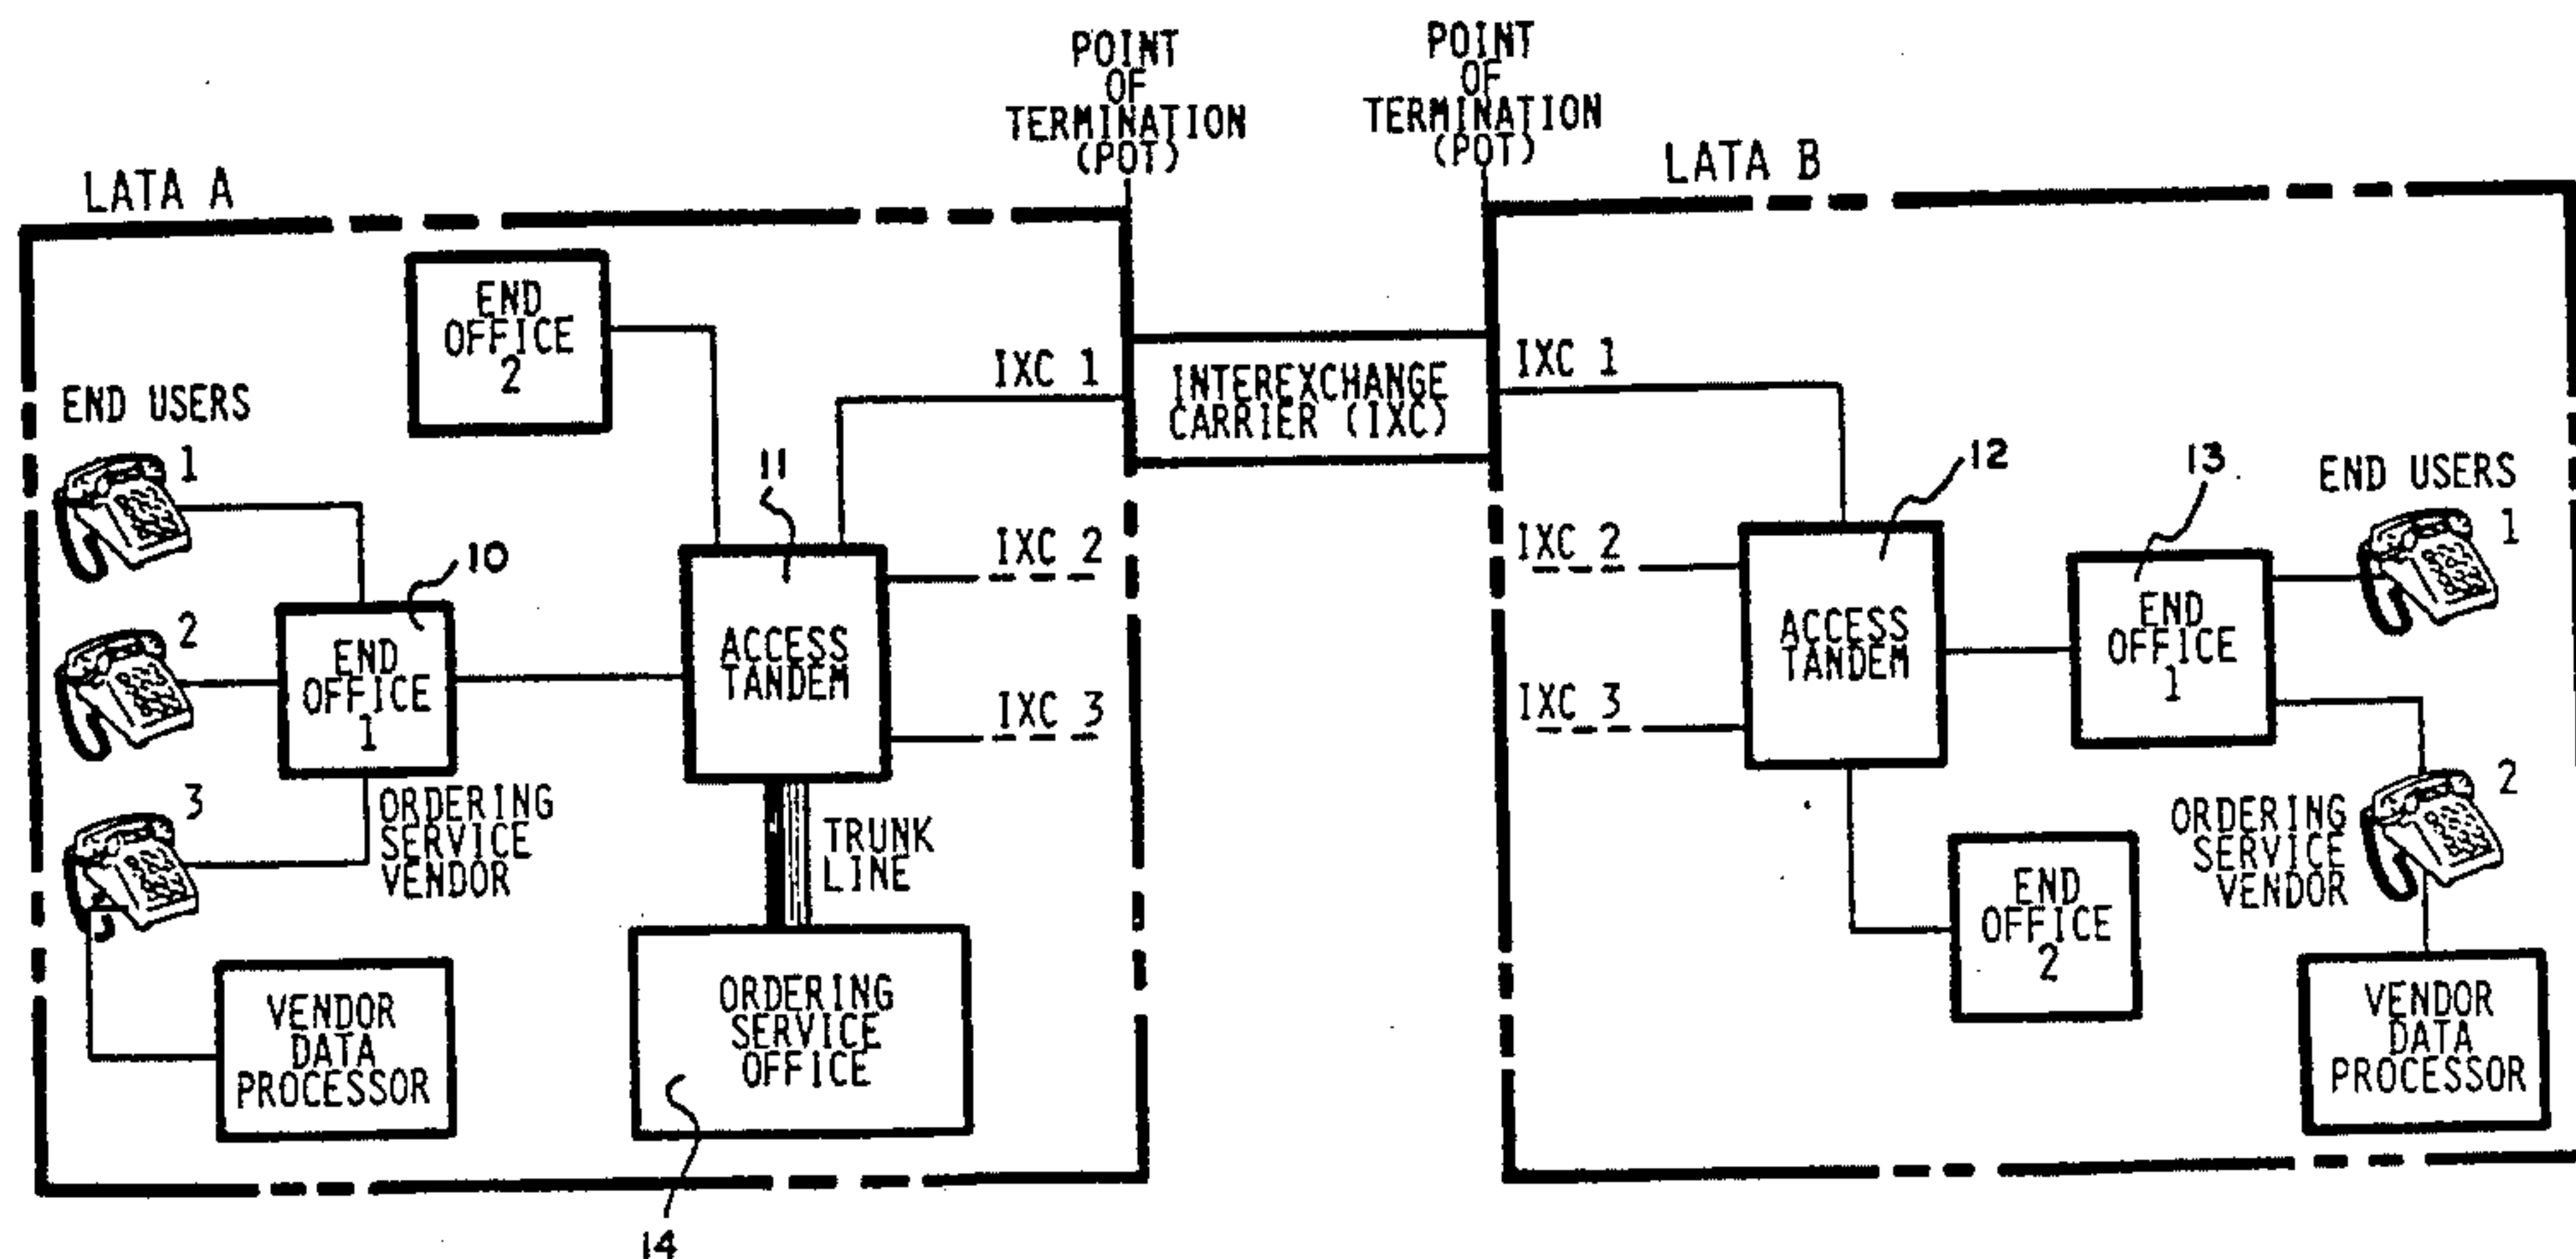 POINT
OF
TERMINATION
(POT)
POINT
OF
TERMINATION
(POT)
LATA A
LATA B
END
OFFICE
2
END USERS
1
2
3
10
END
OFFICE
1
ORDERING
SERVICE
VENDOR
VENDOR
DATA
PROCESSOR
11
ACCESS
TANDEM
IXC 1
IXC 2
IXC 3
TRUNK
LINE
ORDERING
SERVICE
OFFICE
14
INTEREXCHANGE
CARRIER (IXC)
IXC 1
IXC 2
IXC 3
12
ACCESS
TANDEM
13
END
OFFICE
1
END USERS
1
2
ORDERING
SERVICE
VENDOR
END
OFFICE
2
VENDOR
DATA
PROCESSOR